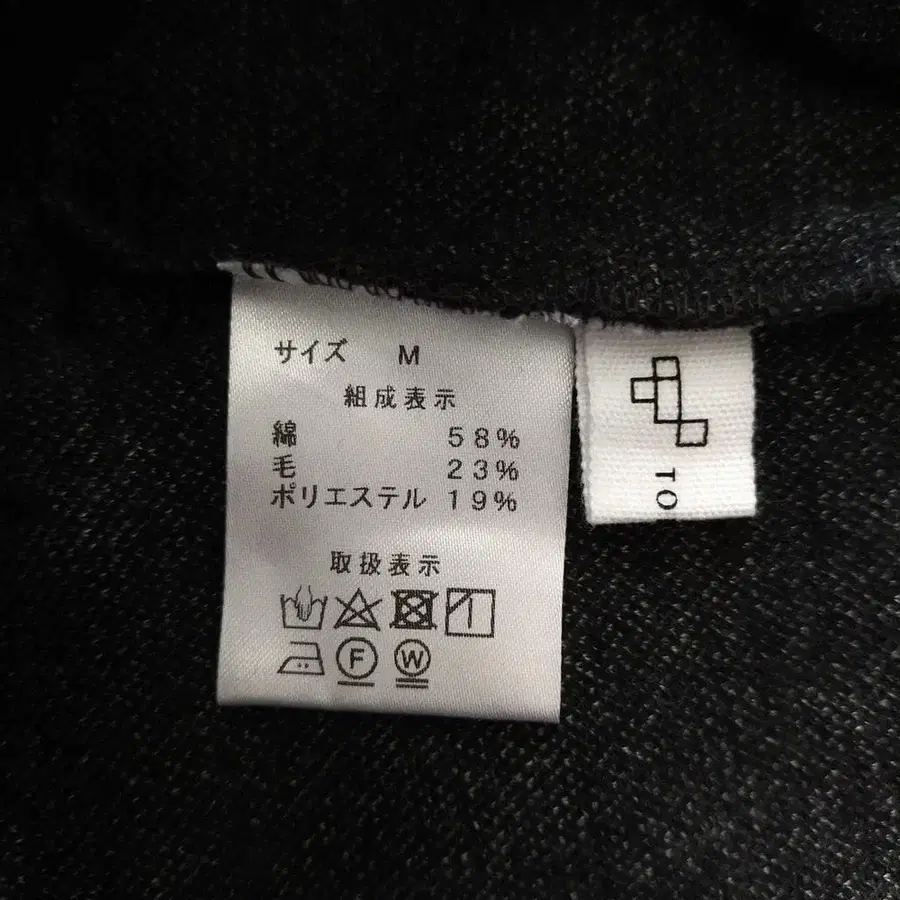 サイズ M
組成表示
綿 58%
毛 23%
ポリエステル 19%
取扱表示
F W
TO